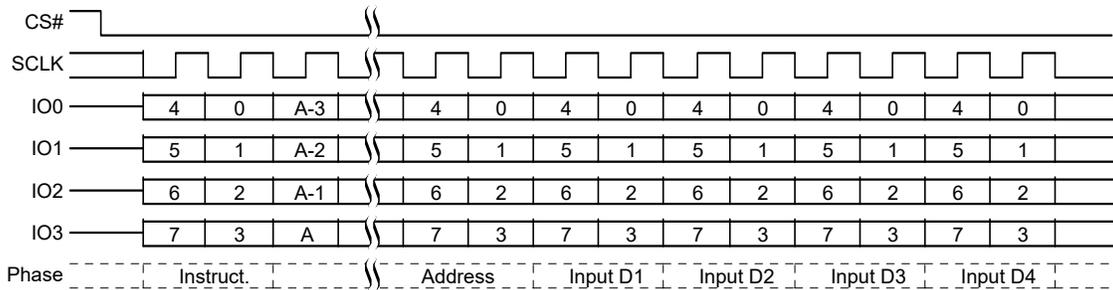 CS#
SCLK
IO0 4 0 A-3 4 0 4 0 4 0 4 0 4 0
IO1 5 1 A-2 5 1 5 1 5 1 5 1 5 1
IO2 6 2 A-1 6 2 6 2 6 2 6 2 6 2
IO3 7 3 A 7 3 7 3 7 3 7 3 7 3
Phase Instruct. Address Input D1 Input D2 Input D3 Input D4